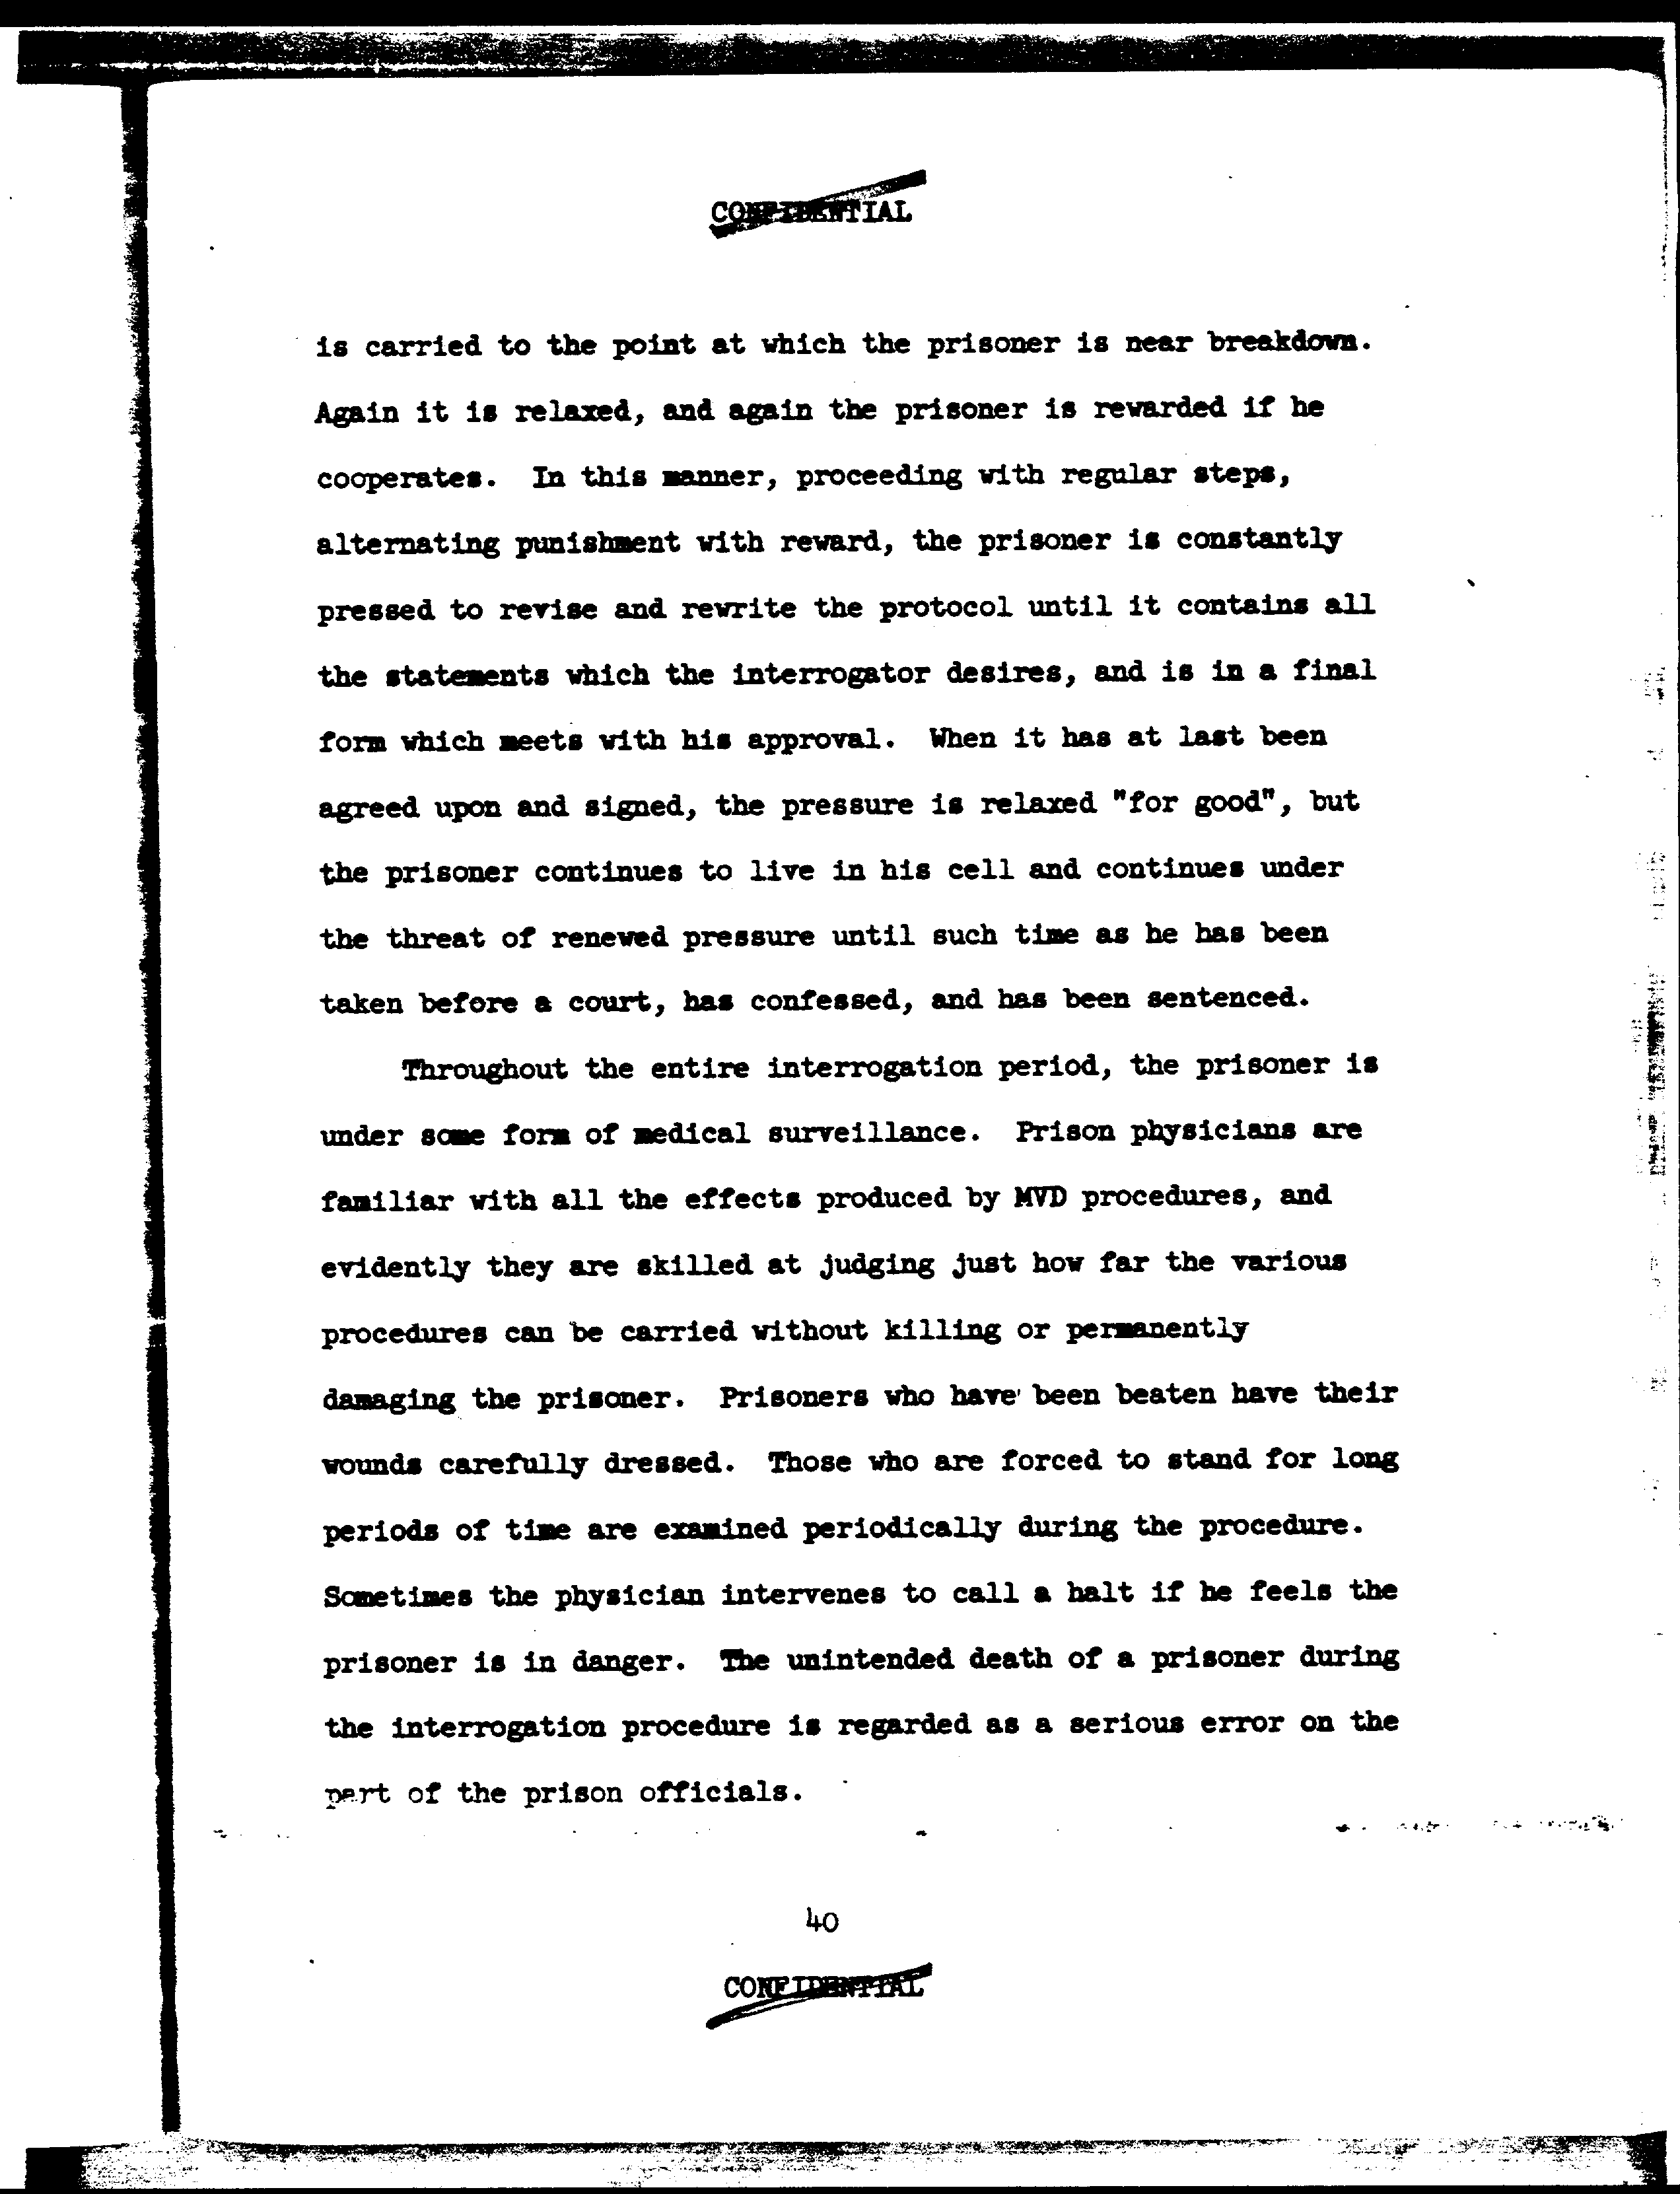 CONFIDENTIAL
is carried to the point at which the prisoner is near breakdown.
Again it is relaxed, and again the prisoner is rewarded if he
cooperates. In this manner, proceeding with regular steps,
alternating punishment with reward, the prisoner is constantly
pressed to revise and rewrite the protocol until it contains all
the statements which the interrogator desires, and is in a final
form which meets with his approval. When it has at last been
agreed upon and signed, the pressure is relaxed "for good", but
the prisoner continues to live in his cell and continues under
the threat of renewed pressure until such time as he has been
taken before a court, has confessed, and has been sentenced.
Throughout the entire interrogation period, the prisoner is
under some form of medical surveillance. Prison physicians are
familiar with all the effects produced by MVD procedures, and
evidently they are skilled at judging just how far the various
procedures can be carried without killing or permanently
damaging the prisoner. Prisoners who have been beaten have their
wounds carefully dressed. Those who are forced to stand for long
periods of time are examined periodically during the procedure.
Sometimes the physician intervenes to call a halt if he feels the
prisoner is in danger. The unintended death of a prisoner during
the interrogation procedure is regarded as a serious error on the
part of the prison officials.
40
CONFIDENTIAL